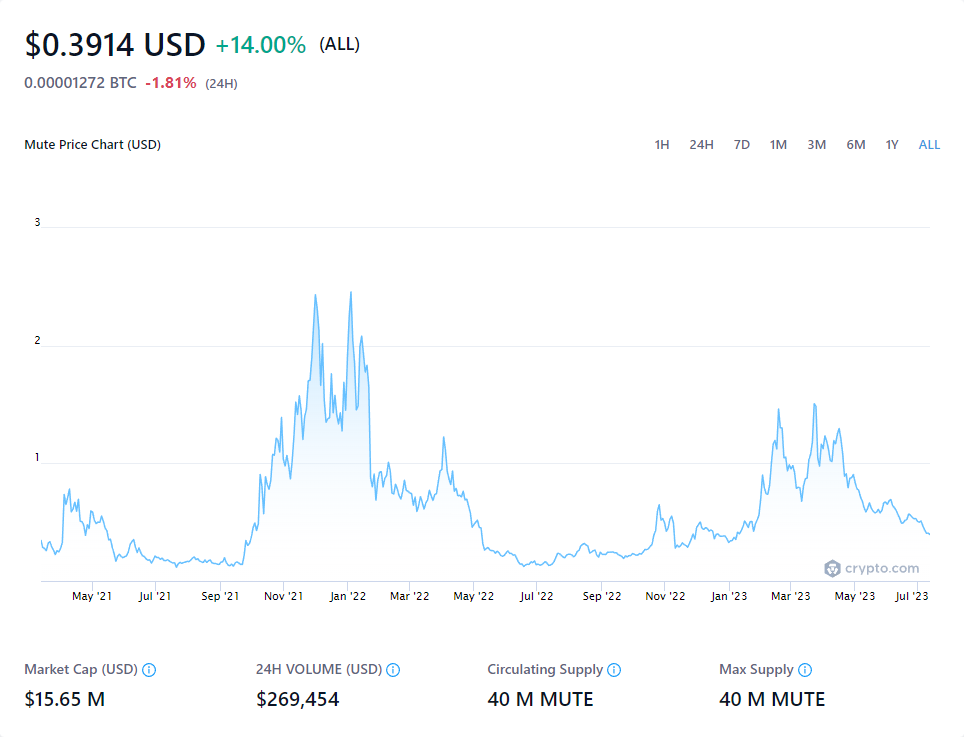 $0.3914 USD +14.00% (ALL)
0.00001272 BTC -1.81% (24H)
Mute Price Chart (USD) 1H 24H 7D 1M 3M 6M 1Y ALL
3
2
1
crypto.com
May '21 Jul '21 Sep '21 Nov '21 Jan '22 Mar '22 May '22 Jul '22 Sep '22 Nov '22 Jan '23 Mar '23 May '23 Jul '23
Market Cap (USD) 24H VOLUME (USD) Circulating Supply Max Supply
$15.65 M $269,454 40 M MUTE 40 M MUTE